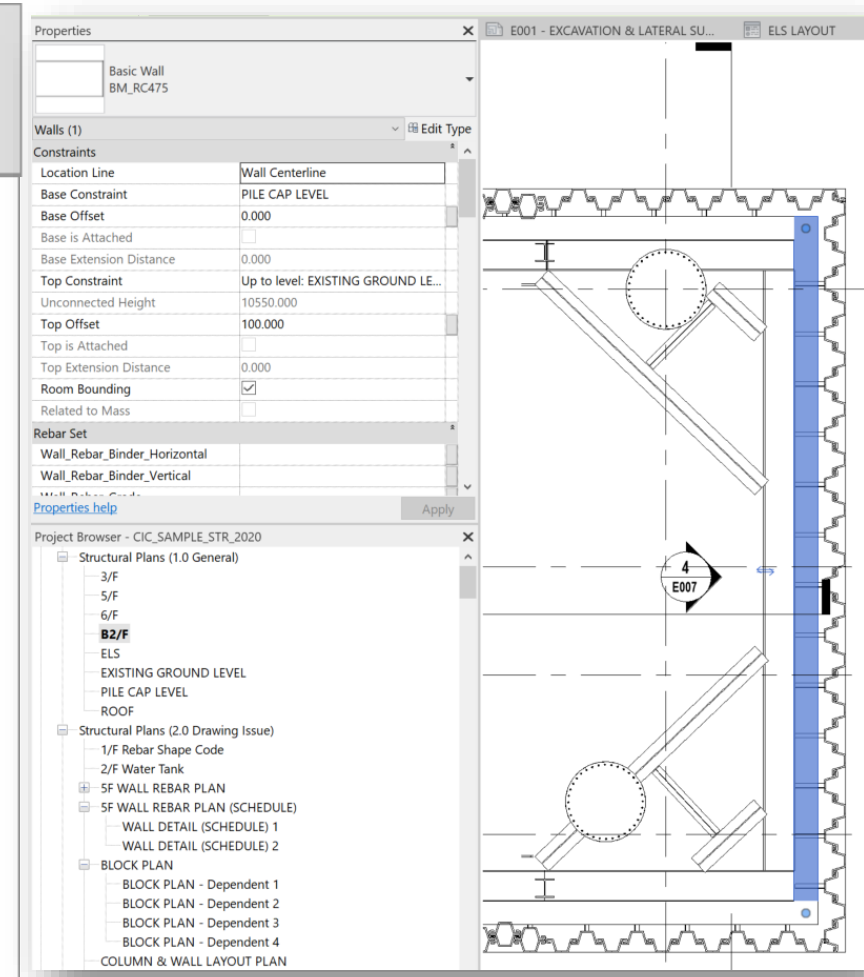 Properties
Basic Wall
BM_RC475
Walls (1)
Edit Type
Constraints
Location Line Wall Centerline
Base Constraint PILE CAP LEVEL
Base Offset 0.000
Base is Attached
Base Extension Distance 0.000
Top Constraint Up to level: EXISTING GROUND LE...
Unconnected Height 10550.000
Top Offset 100.000
Top is Attached
Top Extension Distance 0.000
Room Bounding
Related to Mass
Rebar Set
Wall_Rebar_Binder_Horizontal
Wall_Rebar_Binder_Vertical
Properties help
Apply
Project Browser - CIC_SAMPLE_STR_2020
Structural Plans (1.0 General)
3/F
5/F
6/F
B2/F
ELS
EXISTING GROUND LEVEL
PILE CAP LEVEL
ROOF
Structural Plans (2.0 Drawing Issue)
1/F Rebar Shape Code
2/F Water Tank
5F WALL REBAR PLAN
5F WALL REBAR PLAN (SCHEDULE)
WALL DETAIL (SCHEDULE) 1
WALL DETAIL (SCHEDULE) 2
BLOCK PLAN
BLOCK PLAN - Dependent 1
BLOCK PLAN - Dependent 2
BLOCK PLAN - Dependent 3
BLOCK PLAN - Dependent 4
COLUMN & WALL LAYOUT PLAN
E001 - EXCAVATION & LATERAL SU...
ELS LAYOUT
4
E007